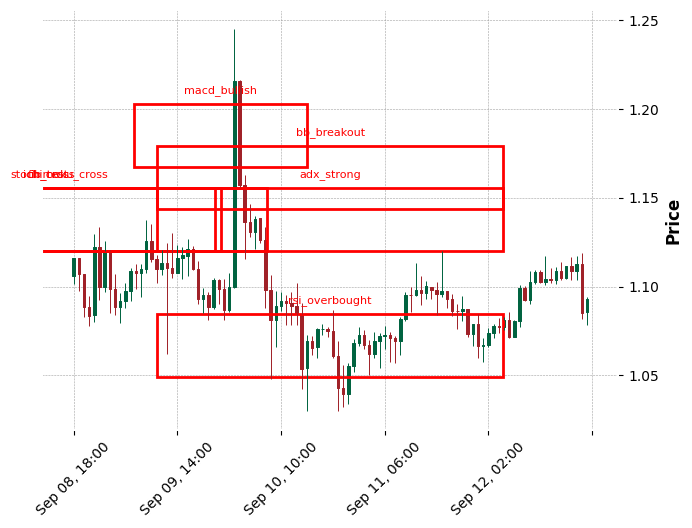 1.25
macd_bullish
1.20
bb_breakout
adx_strong
1.15
1.10
rsi_overbought
1.05
Price
Sep 08, 18:00
Sep 09, 14:00
Sep 10, 10:00
Sep 11, 06:00
Sep 12, 02:00